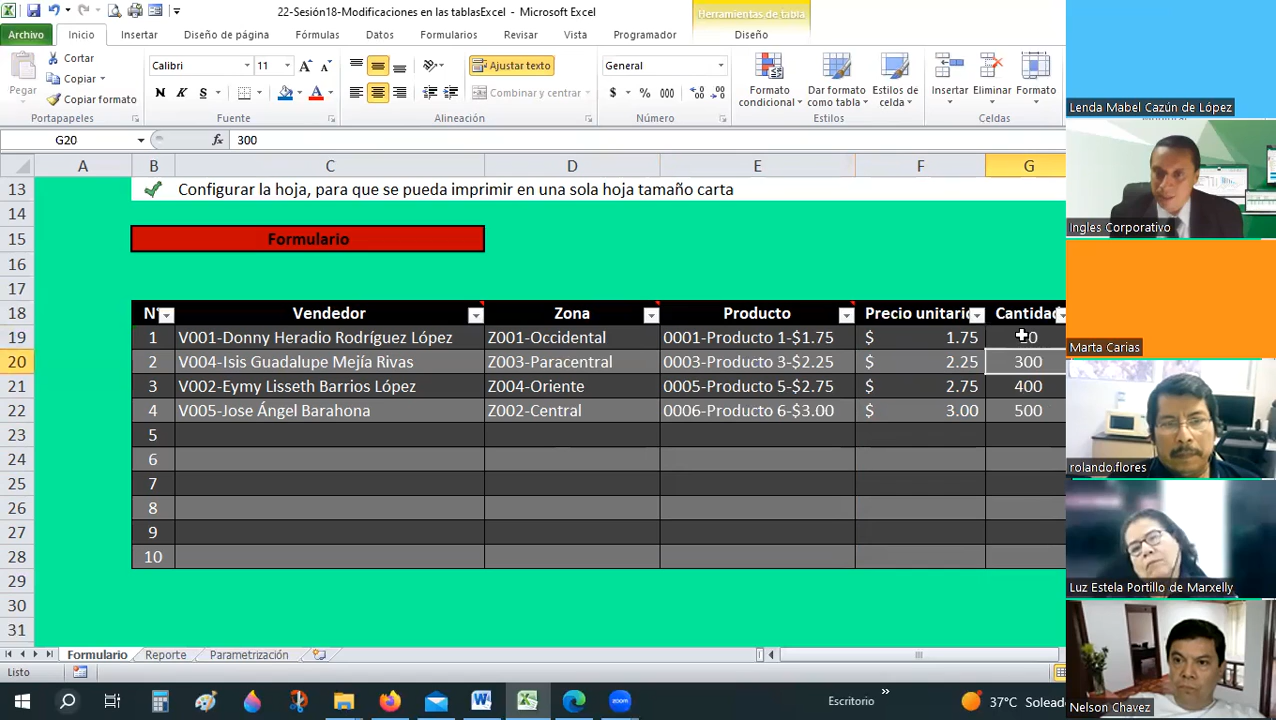 22-Sesión18-Modificaciones en las tablasExcel - Microsoft Excel
Herramientas de tabla
Archivo Inicio Insertar Diseño de página Fórmulas Datos Formularios Revisar Vista Programador Diseño
Pegar
Cortar
Copiar
Copiar formato
Portapapeles
Calibri 11
N K S
Fuente
Ajustar texto
Combinar y centrar
Alineación
General
$ % 000
Número
Formato condicional
Dar formato como tabla
Estilos de celda
Estilos
Insertar Eliminar Formato
Celdas
G20 fx 300
A B C D E F G
13 Configurar la hoja, para que se pueda imprimir en una sola hoja tamaño carta
14
15 Formulario
16
17
18 Vendedor Zona Producto Precio unitario Cantidad
19 1 V001-Donny Heradio Rodríguez López Z001-Occidental 0001-Producto 1-$1.75 $ 1.75
20 2 V004-Isis Guadalupe Mejía Rivas Z003-Paracentral 0003-Producto 3-$2.25 $ 2.25 300
21 3 V002-Eymy Lisseth Barrios López Z004-Oriente 0005-Producto 5-$2.75 $ 2.75 400
22 4 V005-Jose Ángel Barahona Z002-Central 0006-Producto 6-$3.00 $ 3.00 500
23 5
24 6
25 7
26 8
27 9
28 10
29
30
31
Formulario Reporte Parametrización
Listo
Escritorio » 37°C Soleado
zoom
Lenda Mabel Cazún de López
Ingles Corporativo
Marta Carias
rolando.flores
Luz Estela Portillo de Marxelly
Nelson Chavez